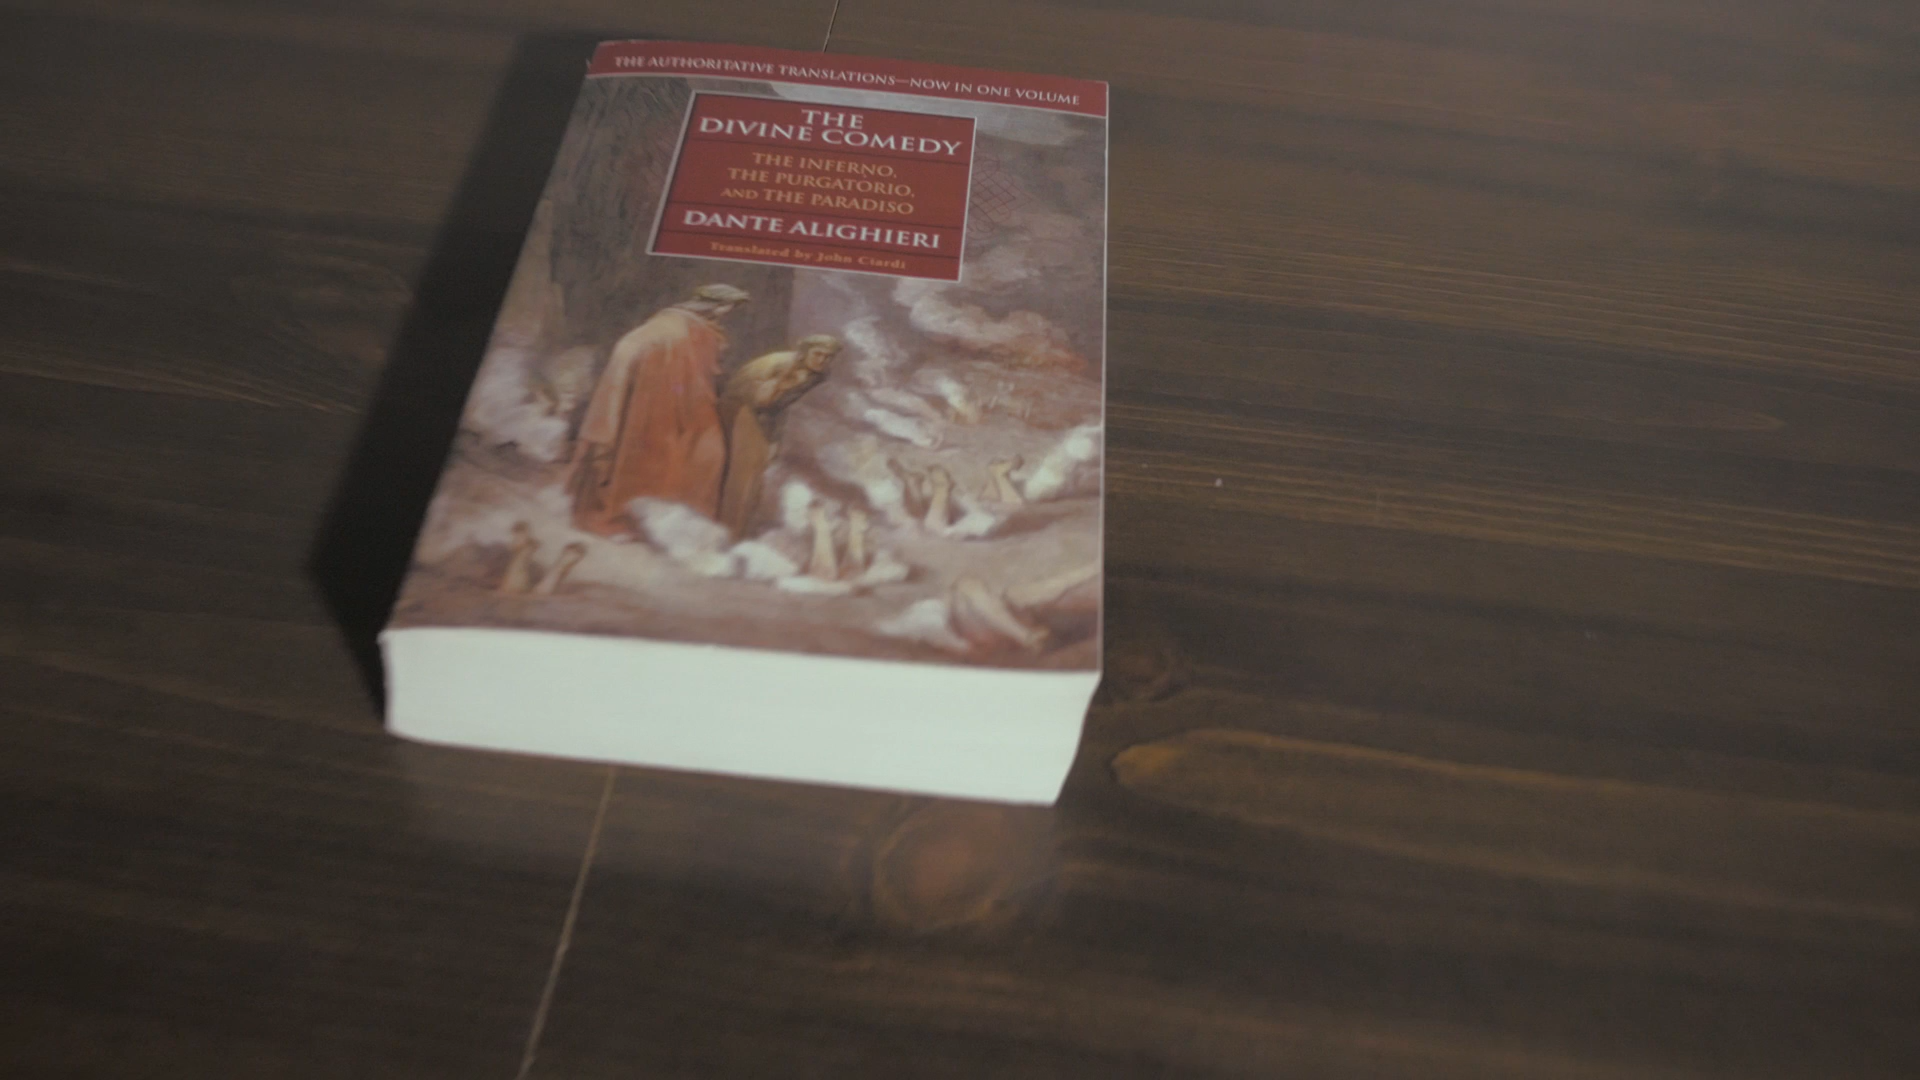 THE AUTHORITATIVE TRANSLATIONS—NOW IN ONE VOLUME
THE
DIVINE COMEDY
THE INFERNO,
THE PURGATORIO,
AND THE PARADISO
DANTE ALIGHIERI
Translated by John Ciardi